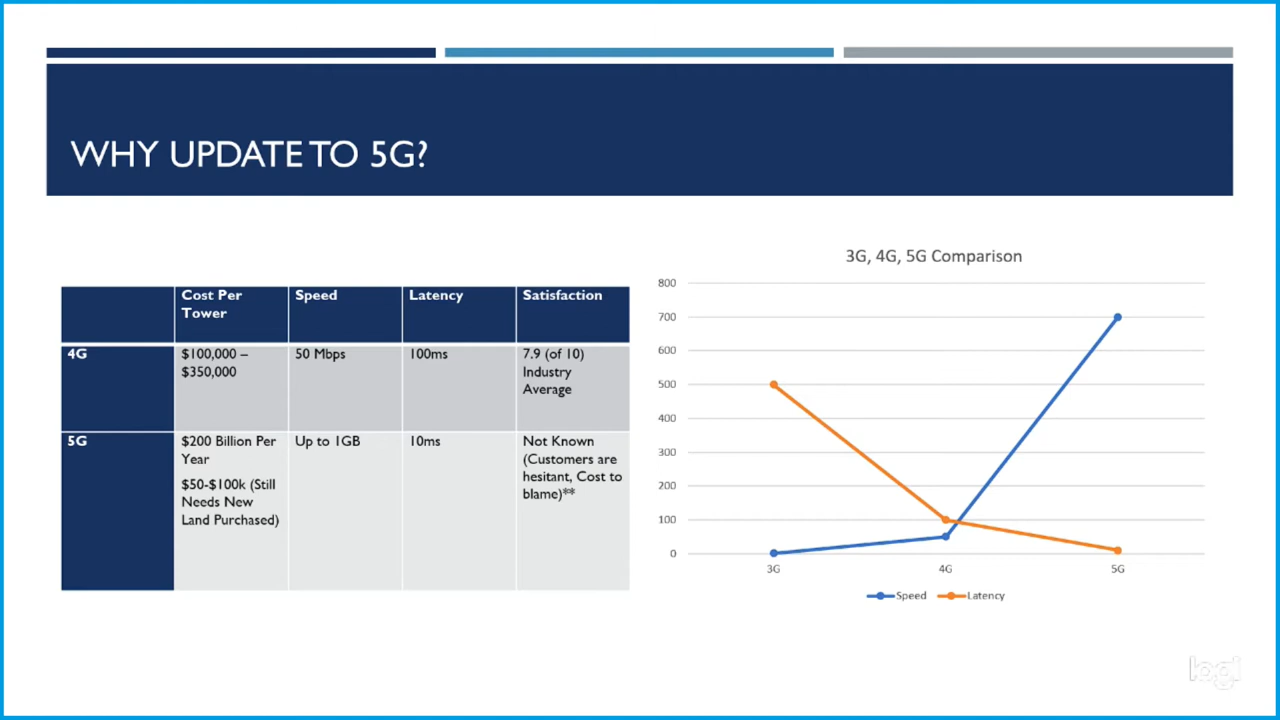 WHY UPDATE TO 5G?
Cost Per
Tower
Speed
Latency
Satisfaction
4G
$100,000 –
$350,000
50 Mbps
100ms
7.9 (of 10)
Industry
Average
5G
$200 Billion Per
Year
$50-$100k (Still
Needs New
Land Purchased)
Up to 1GB
10ms
Not Known
(Customers are
hesitant, Cost to
blame)**
3G, 4G, 5G Comparison
800
700
600
500
400
300
200
100
0
3G
4G
5G
Speed
Latency
logi